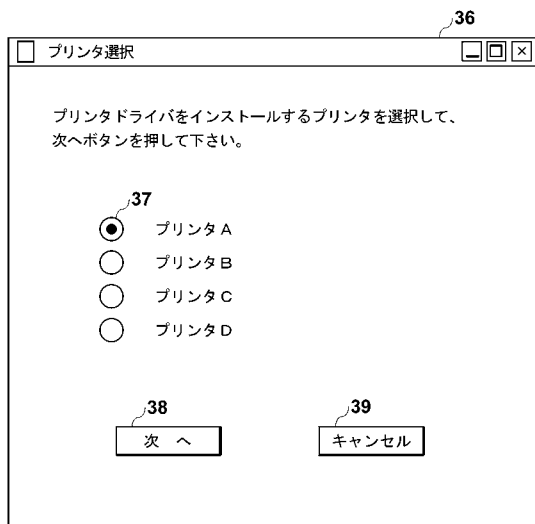 36
プリンタ選択
プリンタドライバをインストールするプリンタを選択して、
次へボタンを押して下さい。
37
プリンタA
プリンタB
プリンタC
プリンタD
38
39
次 へ
キャンセル